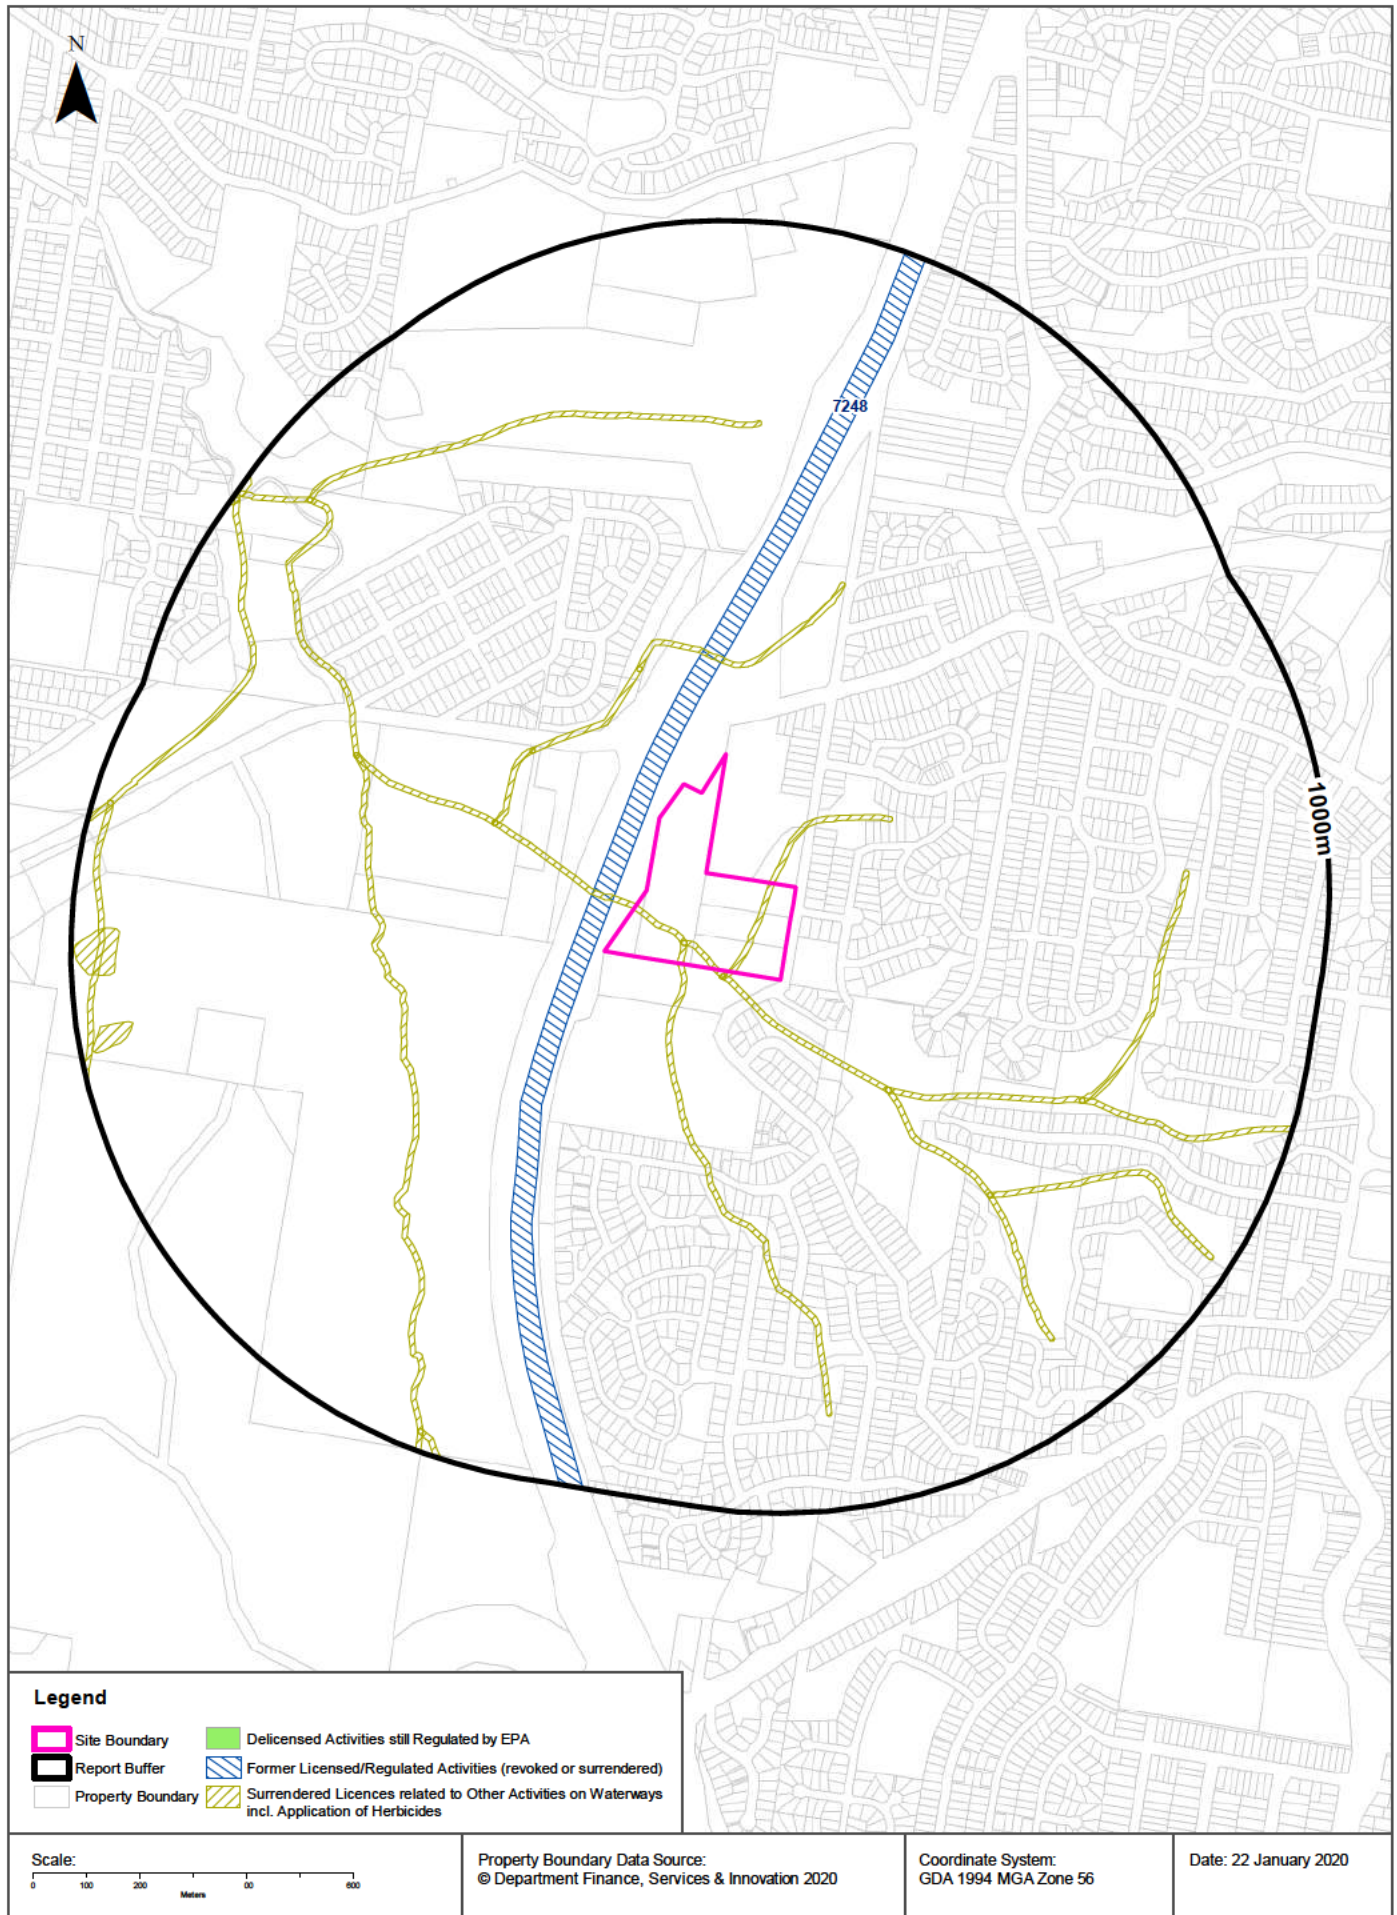 N
7248
1000m
Legend
Site Boundary
Report Buffer
Property Boundary
Delicensed Activities still Regulated by EPA
Former Licensed/Regulated Activities (revoked or surrendered)
Surrendered Licences related to Other Activities on Waterways
incl. Application of Herbicides
Scale:
0 100 200 00 600
Meters
Property Boundary Data Source:
© Department Finance, Services & Innovation 2020
Coordinate System:
GDA 1994 MGA Zone 56
Date: 22 January 2020